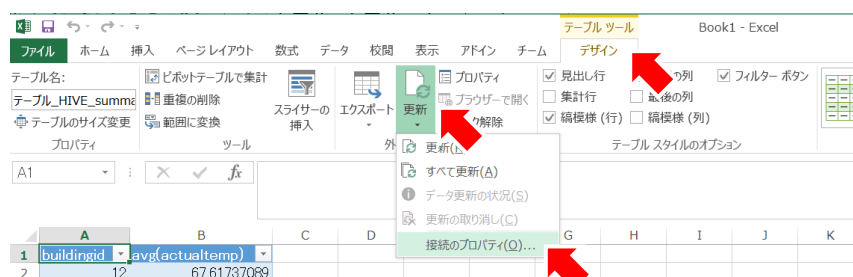 テーブル ツール
Book1 - Excel
ファイル ホーム 挿入 ページ レイアウト 数式 データ 校閲 表示 アドイン チーム デザイン
テーブル名:
テーブル_HIVE_summa
テーブルのサイズ変更
プロパティ
ピボットテーブルで集計
重複の削除
範囲に変換
ツール
スライサーの
挿入
エクスポート
更新
プロパティ
ブラウザーで開く
解除
外
見出し行
集計行
縞模様 (行)
の列
最後の列
縞模様 (列)
フィルター ボタン
テーブル スタイルのオプション
更新(
すべて更新(A)
データ更新の状況(S)
更新の取り消し(C)
接続のプロパティ(O)...
A1
fx
A B C D G H I J K
1 buildingid avg(actualtemp)
2 12 67.61737089